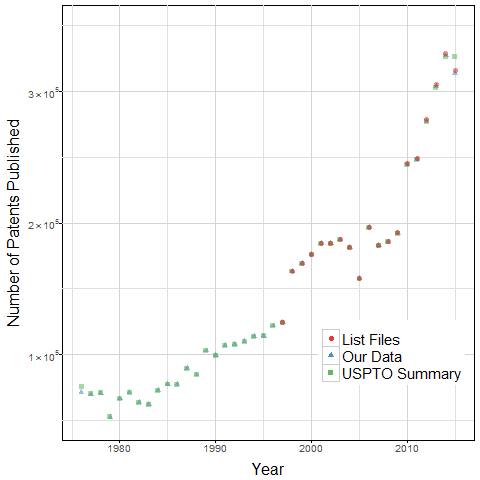 Number of Patents Published
3×10⁵
2×10⁵
1×10⁵
List Files
Our Data
USPTO Summary
1980 1990 2000 2010
Year